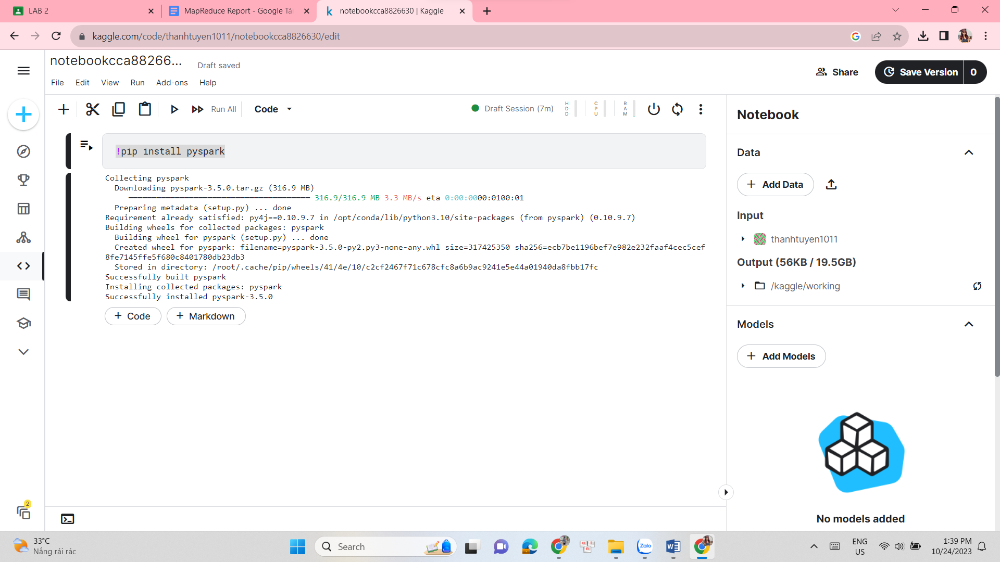 LAB 2
MapReduce Report - Google Tài
notebookcca8826630 | Kaggle
kaggle.com/code/thanhtuyen1011/notebookcca8826630/edit
notebookcca88266...
Draft saved
File Edit View Run Add-ons Help
Share
Save Version 0
Run All
Code
Draft Session (7m)
HDD
CPU
RAM
!pip install pyspark
Collecting pyspark
Downloading pyspark-3.5.0.tar.gz (316.9 MB)
316.9/316.9 MB 3.3 MB/s eta 0:00:0000:0100:01
Preparing metadata (setup.py) ... done
Requirement already satisfied: py4j==0.10.9.7 in /opt/conda/lib/python3.10/site-packages (from pyspark) (0.10.9.7)
Building wheels for collected packages: pyspark
Building wheel for pyspark (setup.py) ... done
Created wheel for pyspark: filename=pyspark-3.5.0-py2.py3-none-any.whl size=317425350 sha256=ecb7be1196bef7e982e232faaf4cec5cef
8fe7145ffe5f680c8401780db23db3
Stored in directory: /root/.cache/pip/wheels/41/4e/10/c2cf2467f71c678cfc8a6b9ac9241e5e44a01940da8fbb17fc
Successfully built pyspark
Installing collected packages: pyspark
Successfully installed pyspark-3.5.0
+ Code
+ Markdown
Notebook
Data
+ Add Data
Input
thanhtuyen1011
Output (56KB / 19.5GB)
/kaggle/working
Models
+ Add Models
No models added
2
33°C
Nắng rải rác
Search
Zalo
ENG
US
1:39 PM
10/24/2023